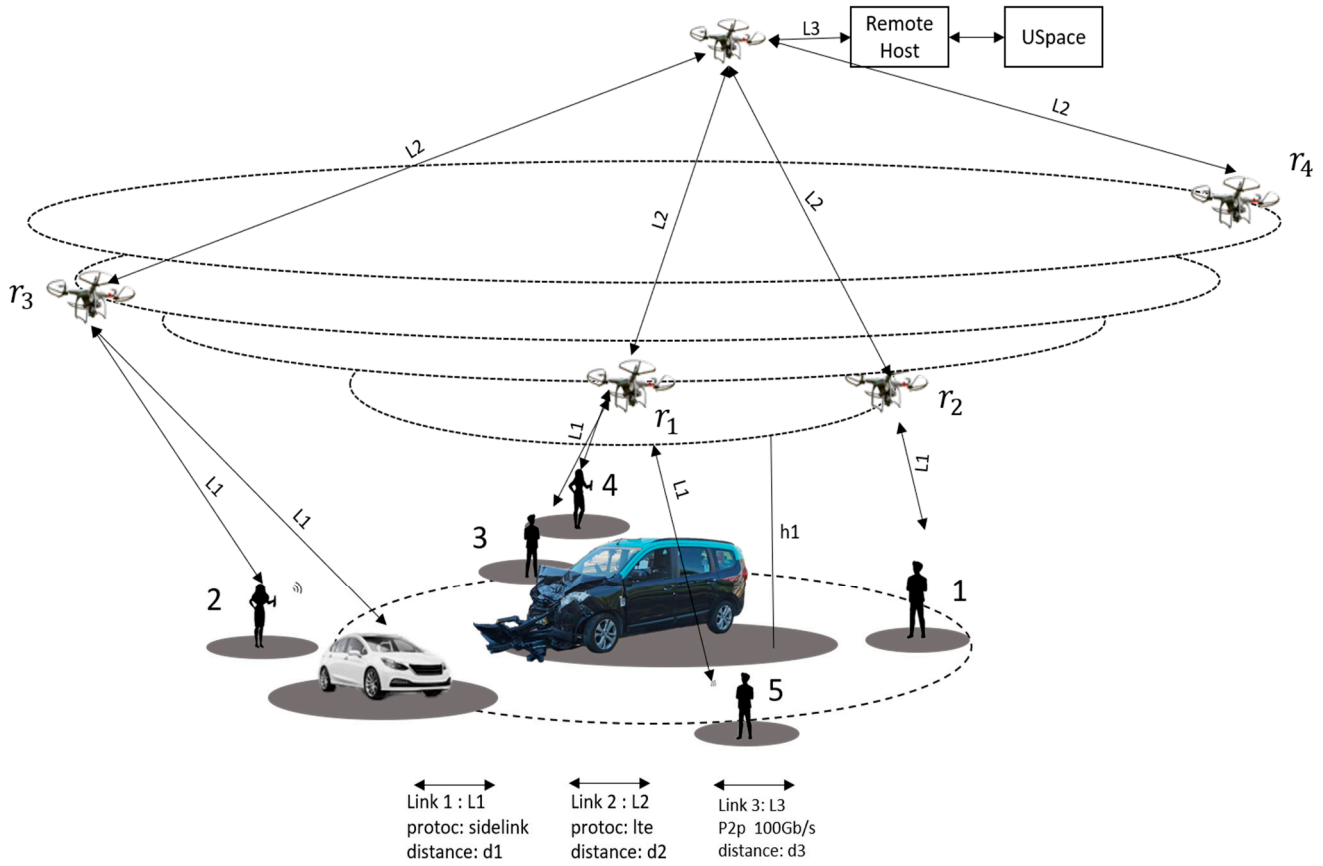 L3
Remote
Host
USpace
L2
L2
r4
L2
L2
r3
r1
r2
L1
L1
L1
L1
L1
4
3
h1
2
1
5
Link 1 : L1
protoc: sidelink
distance: d1
Link 2 : L2
protoc: lte
distance: d2
Link 3: L3
P2p 100Gb/s
distance: d3